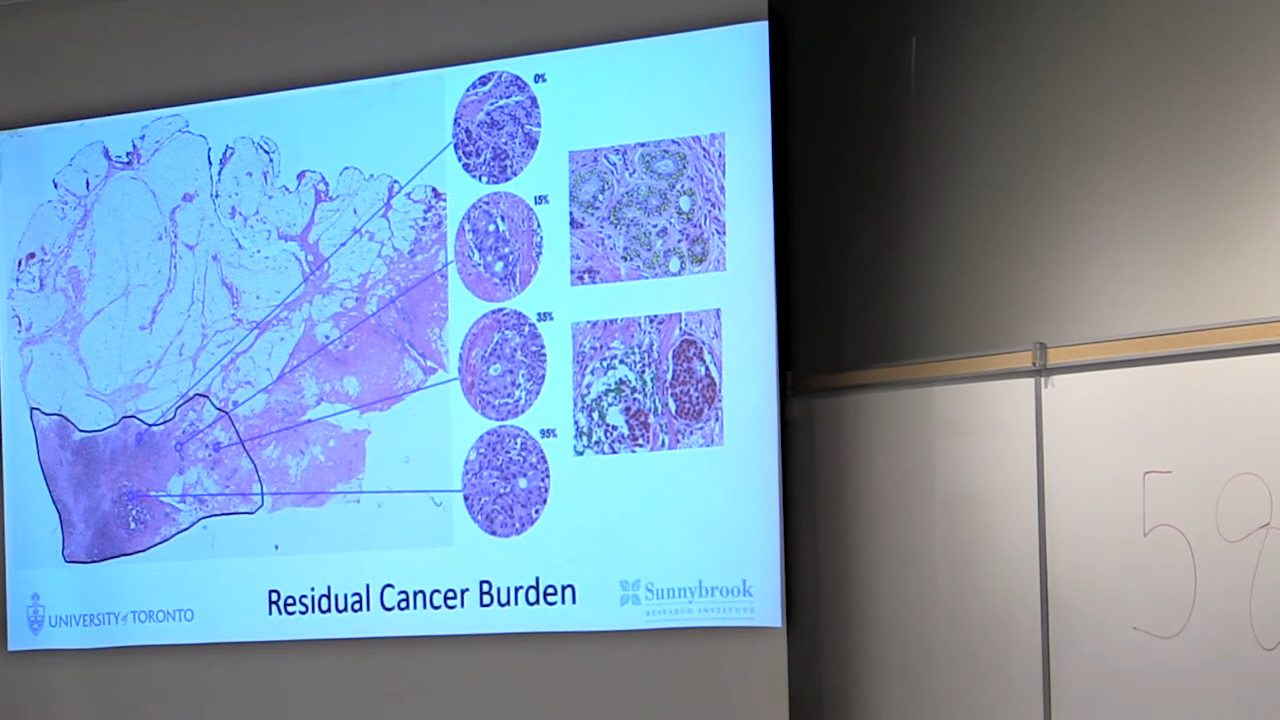 0%
15%
35%
95%
Residual Cancer Burden
UNIVERSITY of TORONTO
Sunnybrook
RESEARCH INSTITUTE
5